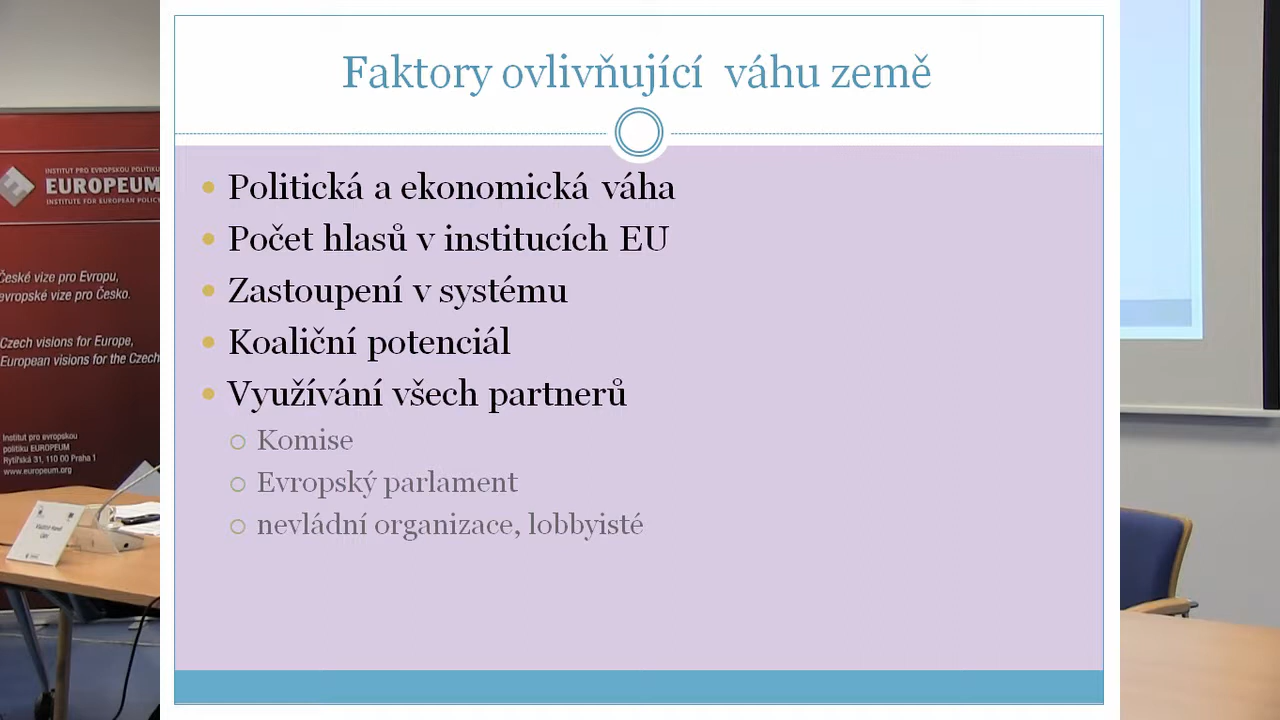 Faktory ovlivňující váhu země
Politická a ekonomická váha
Počet hlasů v institucích EU
Zastoupení v systému
Koaliční potenciál
Využívání všech partnerů
Komise
Evropský parlament
nevládní organizace, lobbyisté
INSTITUT PRO EVROPSKOU POLITIKU
EUROPEUM
INSTITUTE FOR EUROPEAN POLICY
České vize pro Evropu,
evropské vize pro Česko.
Czech visions for Europe,
European visions for the Czech
Institut pro evropskou
politiku EUROPEUM
Rytířská 31, 110 00 Praha 1
www.europeum.org